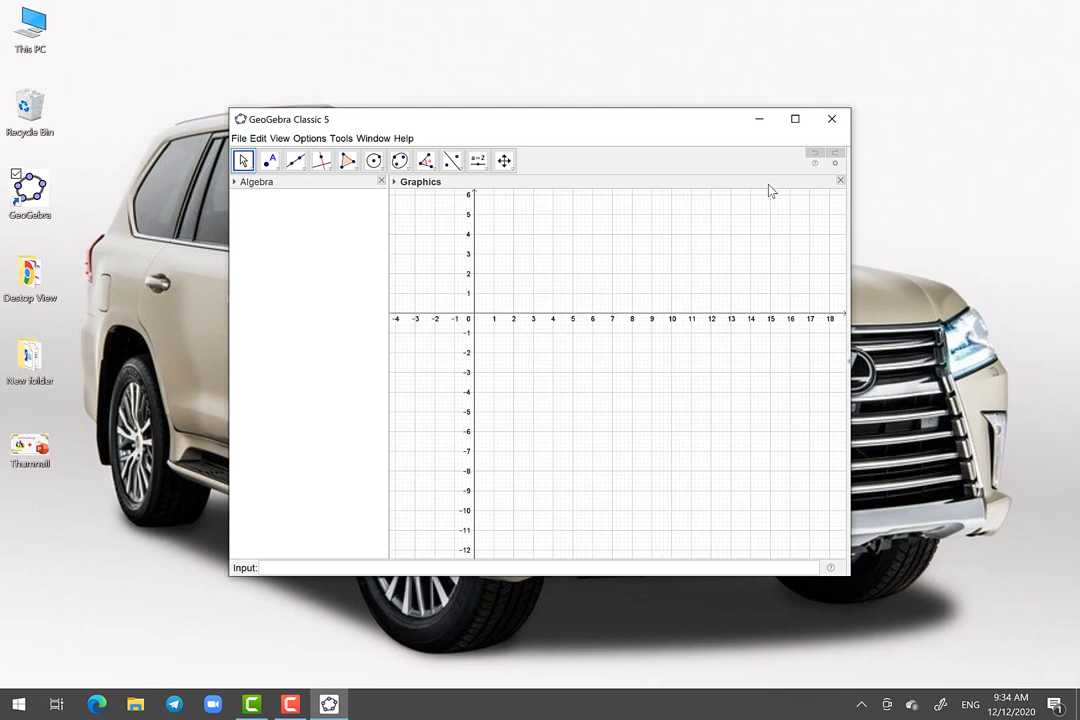 This PC
Recycle Bin
GeoGebra
Destop View
New folder
Thumnail
GeoGebra Classic 5
File Edit View Options Tools Window Help
A
a=2
Algebra
Graphics
6
5
4
3
2
1
-4 -3 -2 -1 0 1 2 3 4 5 6 7 8 9 10 11 12 13 14 15 16 17 18
-1
-2
-3
-4
-5
-6
-7
-8
-9
-10
-11
-12
Input:
ENG
9:34 AM
12/12/2020
1